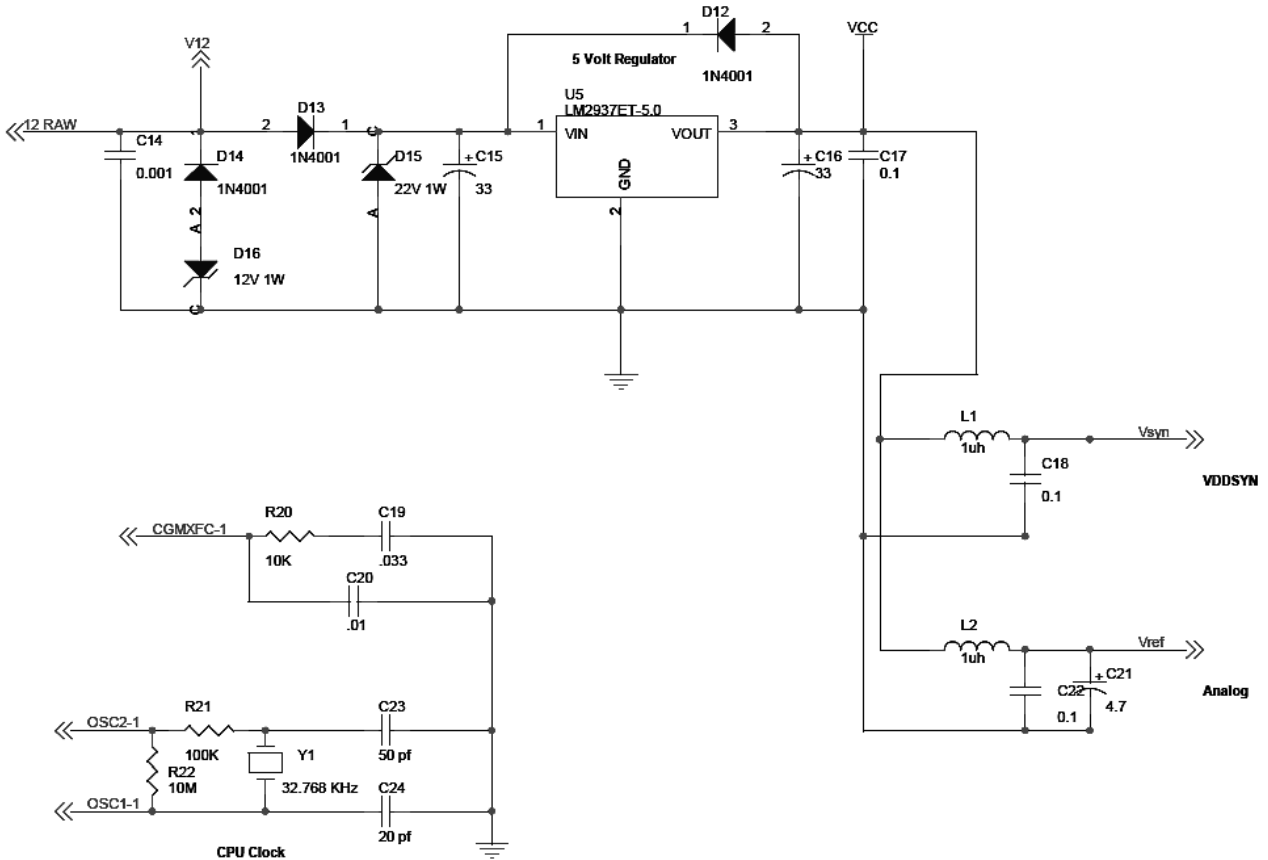 D12
V12
1
2
VCC
5 Volt Regulator
1N4001
U5
LM2937ET-5.0
12 RAW
D13
2
1
C
1
VIN
VOUT
3
C14
0.001
D14
1N4001
1N4001
D15
22V 1W
+
C15
33
GND
+
C16
33
C17
0.1
1
2
A
A
2
D16
12V 1W
C
L1
1uh
Vsyn
C18
0.1
VDDSYN
CGMXFC-1
R20
10K
C19
.033
C20
.01
L2
1uh
Vref
C22
0.1
+
C21
4.7
Analog
OSC2-1
R21
100K
C23
50 pf
R22
10M
Y1
32.768 KHz
OSC1-1
C24
20 pf
CPU Clock